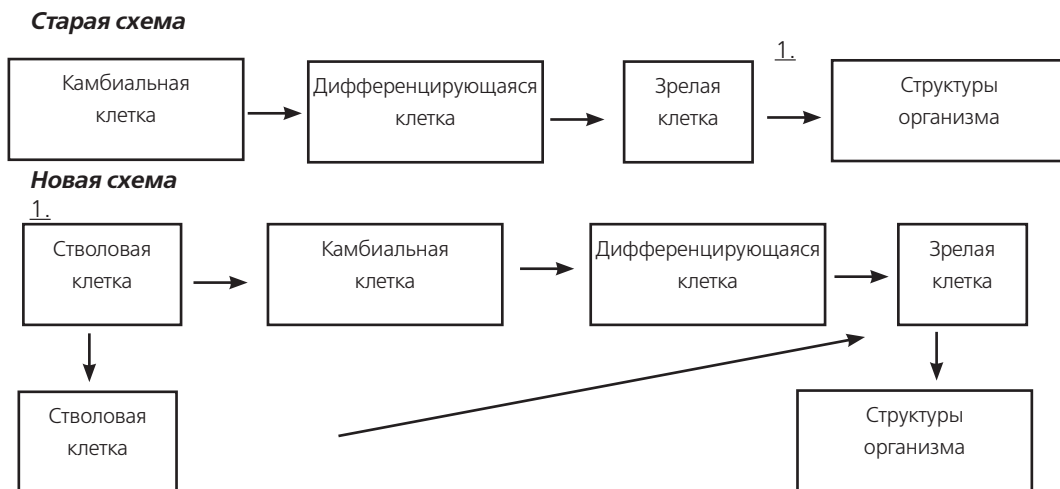 Старая схема
1.
Камбиальная
клетка
Дифференцирующаяся
клетка
Зрелая
клетка
Структуры
организма
Новая схема
1.
Стволовая
клетка
Камбиальная
клетка
Дифференцирующаяся
клетка
Зрелая
клетка
Стволовая
клетка
Структуры
организма